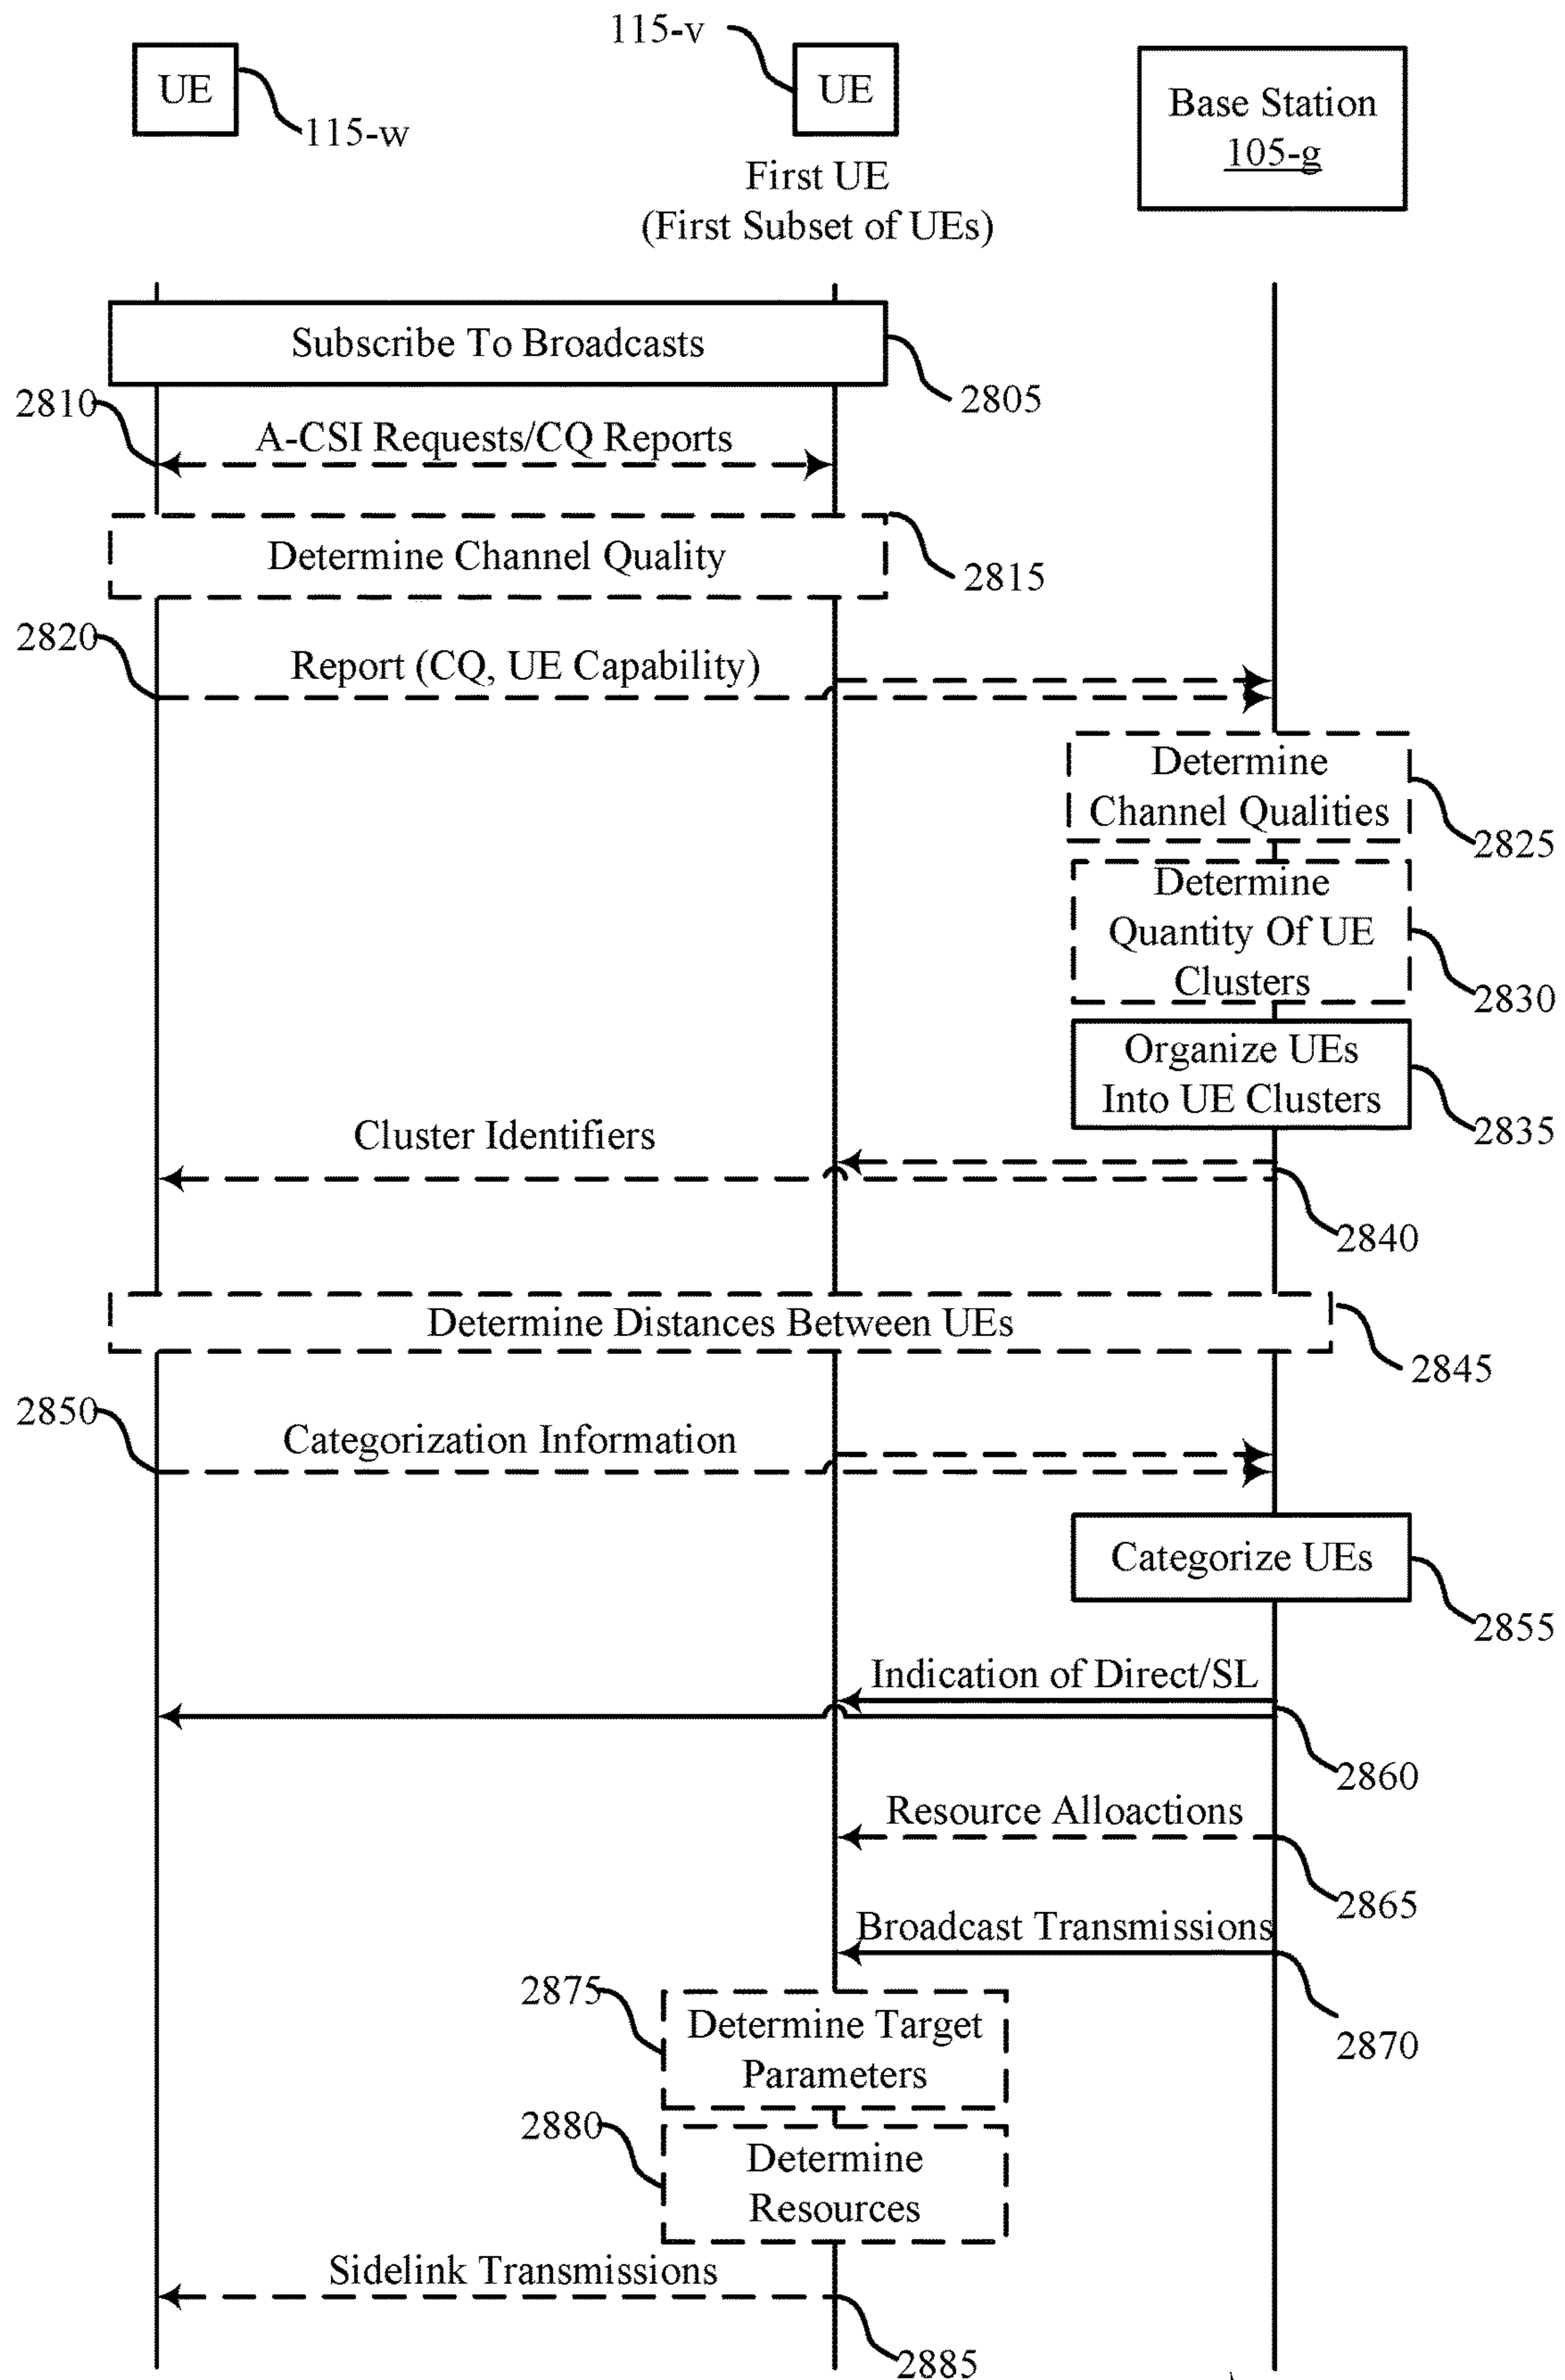 115-v
UE
UE
Base Station
105-g
115-w
First UE
(First Subset of UEs)
Subscribe To Broadcasts
2805
2810
A-CSI Requests/CQ Reports
Determine Channel Quality
2815
2820
Report (CQ, UE Capability)
Determine
Channel Qualities
2825
Determine
Quantity Of UE
Clusters
2830
Organize UEs
Into UE Clusters
2835
Cluster Identifiers
2840
Determine Distances Between UEs
2845
2850
Categorization Information
Categorize UEs
2855
Indication of Direct/SL
2860
Resource Alloactions
2865
Broadcast Transmissions
2870
2875
Determine Target
Parameters
2880
Determine
Resources
Sidelink Transmissions
2885